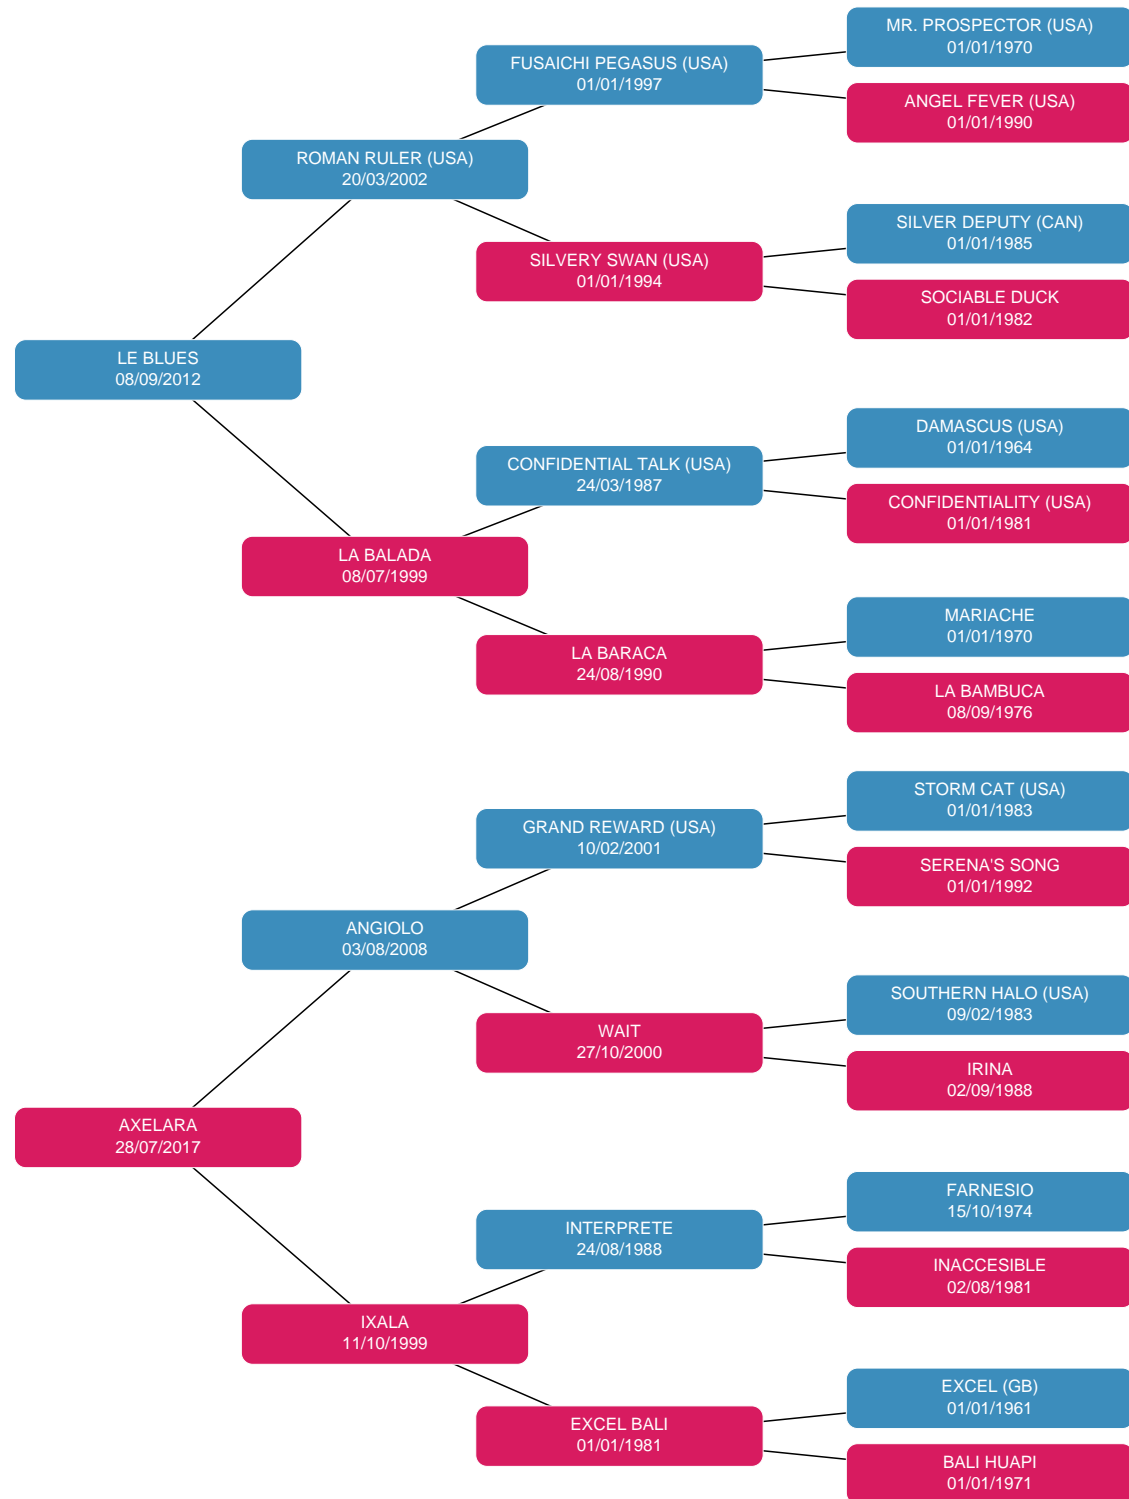 MR. PROSPECTOR (USA)
01/01/1970
FUSAICHI PEGASUS (USA)
01/01/1997
ANGEL FEVER (USA)
01/01/1990
ROMAN RULER (USA)
20/03/2002
SILVER DEPUTY (CAN)
01/01/1985
SILVERY SWAN (USA)
01/01/1994
SOCIABLE DUCK
01/01/1982
LE BLUES
08/09/2012
DAMASCUS (USA)
01/01/1964
CONFIDENTIAL TALK (USA)
24/03/1987
CONFIDENTIALITY (USA)
01/01/1981
LA BALADA
08/07/1999
MARIACHE
01/01/1970
LA BARACA
24/08/1990
LA BAMBUCA
08/09/1976
STORM CAT (USA)
01/01/1983
GRAND REWARD (USA)
10/02/2001
SERENA'S SONG
01/01/1992
ANGIOLO
03/08/2008
SOUTHERN HALO (USA)
09/02/1983
WAIT
27/10/2000
IRINA
02/09/1988
AXELARA
28/07/2017
FARNESIO
15/10/1974
INTERPRETE
24/08/1988
INACCESIBLE
02/08/1981
IXALA
11/10/1999
EXCEL (GB)
01/01/1961
EXCEL BALI
01/01/1981
BALI HUAPI
01/01/1971